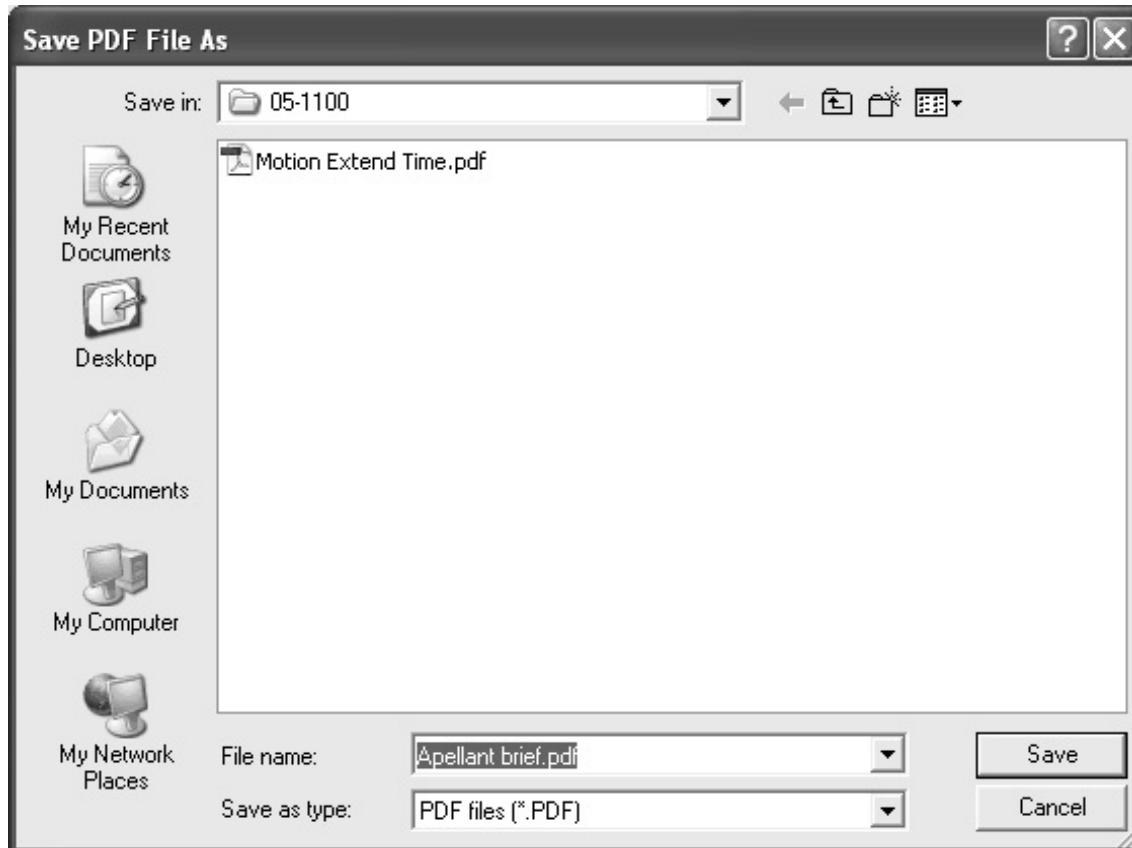 Save PDF File As
Save in: 05-1100
Motion Extend Time.pdf
My Recent
Documents
Desktop
My Documents
My Computer
My Network
Places
File name: Apellant brief.pdf Save
Save as type: PDF files (*.PDF) Cancel